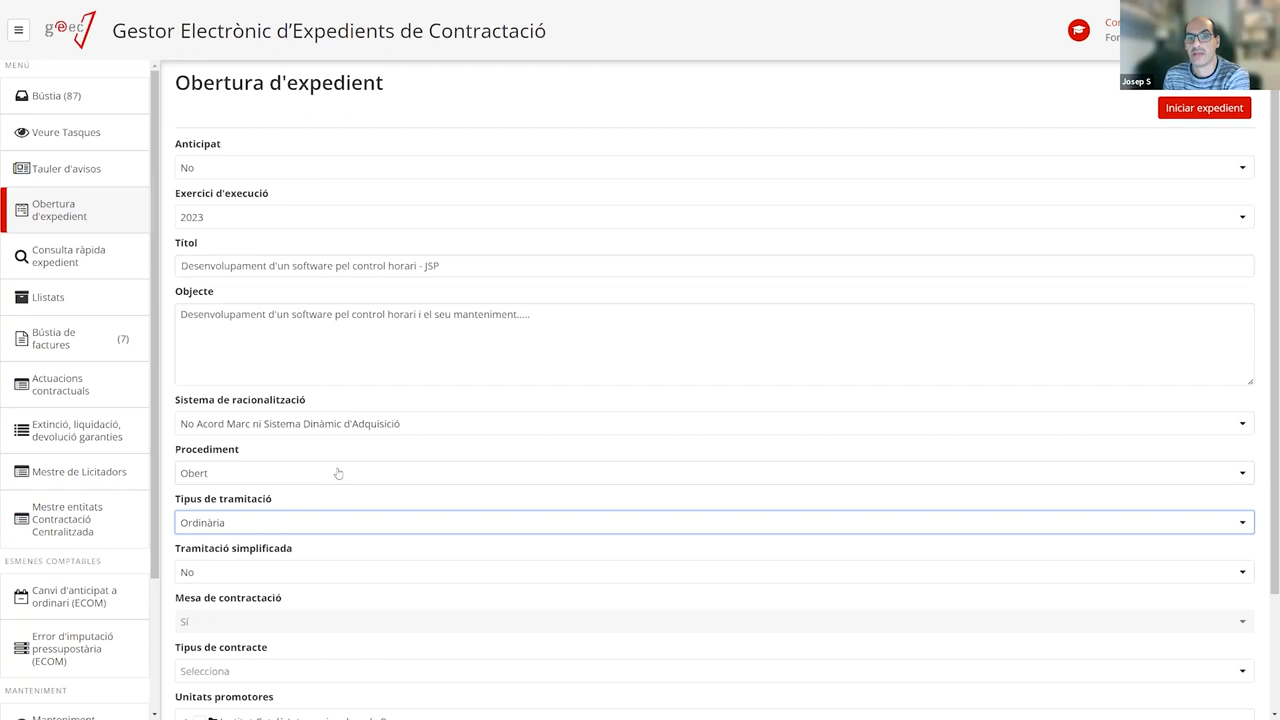 geec
Gestor Electrònic d'Expedients de Contractació
Josep S
MENÚ
Bústia (87)
Veure Tasques
Tauler d'avisos
Obertura
d'expedient
Consulta ràpida
expedient
Llistats
Bústia de
factures
(7)
Actuacions
contractuals
Extinció, liquidació,
devolució garanties
Mestre de Licitadors
Mestre entitats
Contractació
Centralitzada
ESMENES COMPTABLES
Canvi d'anticipat a
ordinari (ECOM)
Error d'imputació
pressupostària
(ECOM)
MANTENIMENT
Manteniment
Obertura d'expedient
Iniciar expedient
Anticipat
No
Exercici d'execució
2023
Títol
Desenvolupament d'un software pel control horari - JSP
Objecte
Desenvolupament d'un software pel control horari i el seu manteniment.....
Sistema de racionalització
No Acord Marc ni Sistema Dinàmic d'Adquisició
Procediment
Obert
Tipus de tramitació
Ordinària
Tramitació simplificada
No
Mesa de contractació
Sí
Tipus de contracte
Selecciona
Unitats promotores